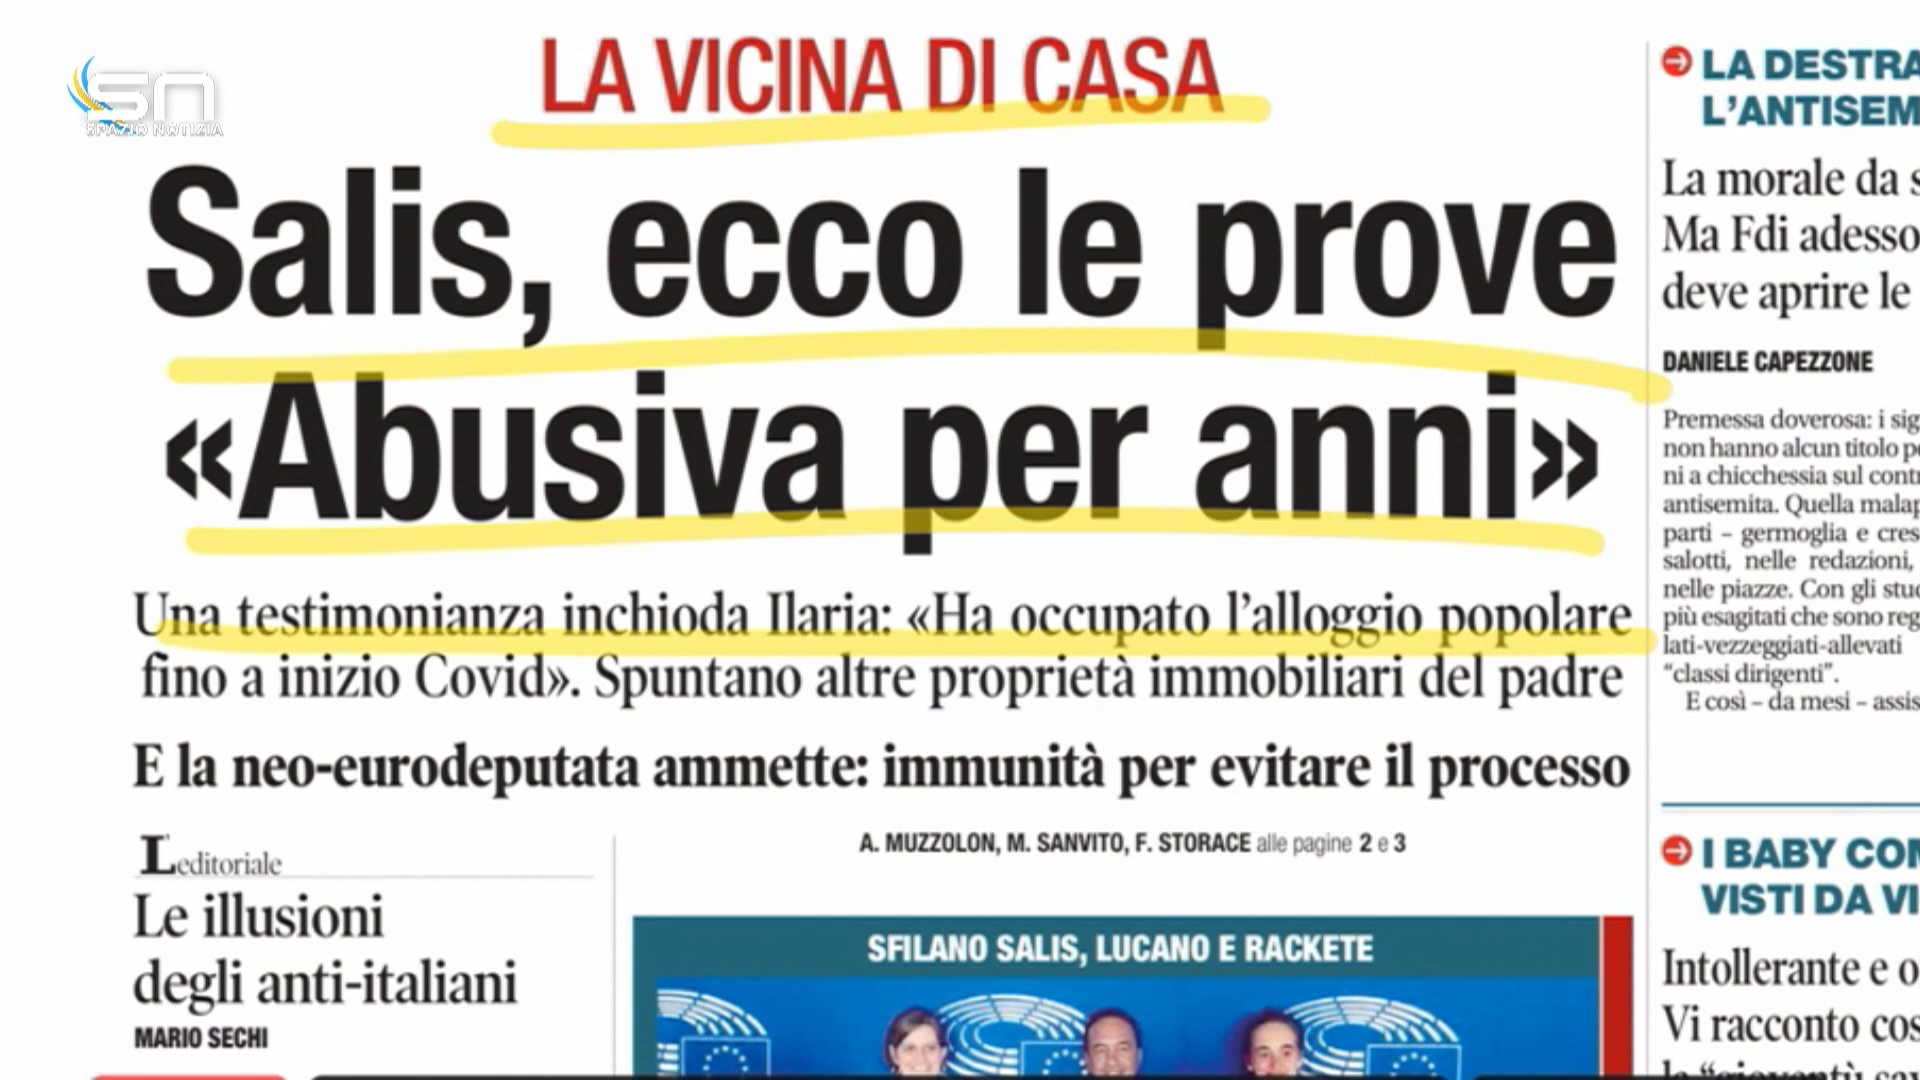 SN
SPAZIO NOTIZIA
LA VICINA DI CASA
Salis, ecco le prove
«Abusiva per anni»
Una testimonianza inchioda Ilaria: «Ha occupato l'alloggio popolare
fino a inizio Covid». Spuntano altre proprietà immobiliari del padre
E la neo-eurodeputata ammette: immunità per evitare il processo
A. MUZZOLON, M. SANVITO, F. STORACE alle pagine 2 e 3
Leditoriale
Le illusioni
degli anti-italiani
MARIO SECHI
SFILANO SALIS, LUCANO E RACKETE
LA DESTRA
L'ANTISEM
La morale da s
Ma Fdi adesso
deve aprire le
DANIELE CAPEZZONE
Premessa doverosa: i sig
non hanno alcun titolo pe
ni a chicchessia sul contr
antisemita. Quella malap
parti – germoglia e cres
salotti, nelle redazioni,
nelle piazze. Con gli stud
più esagitati che sono reg
lati-vezzeggiati-allevati
"classi dirigenti".
E così – da mesi – assis
I BABY COM
VISTI DA VI
Intollerante e o
Vi racconto cos